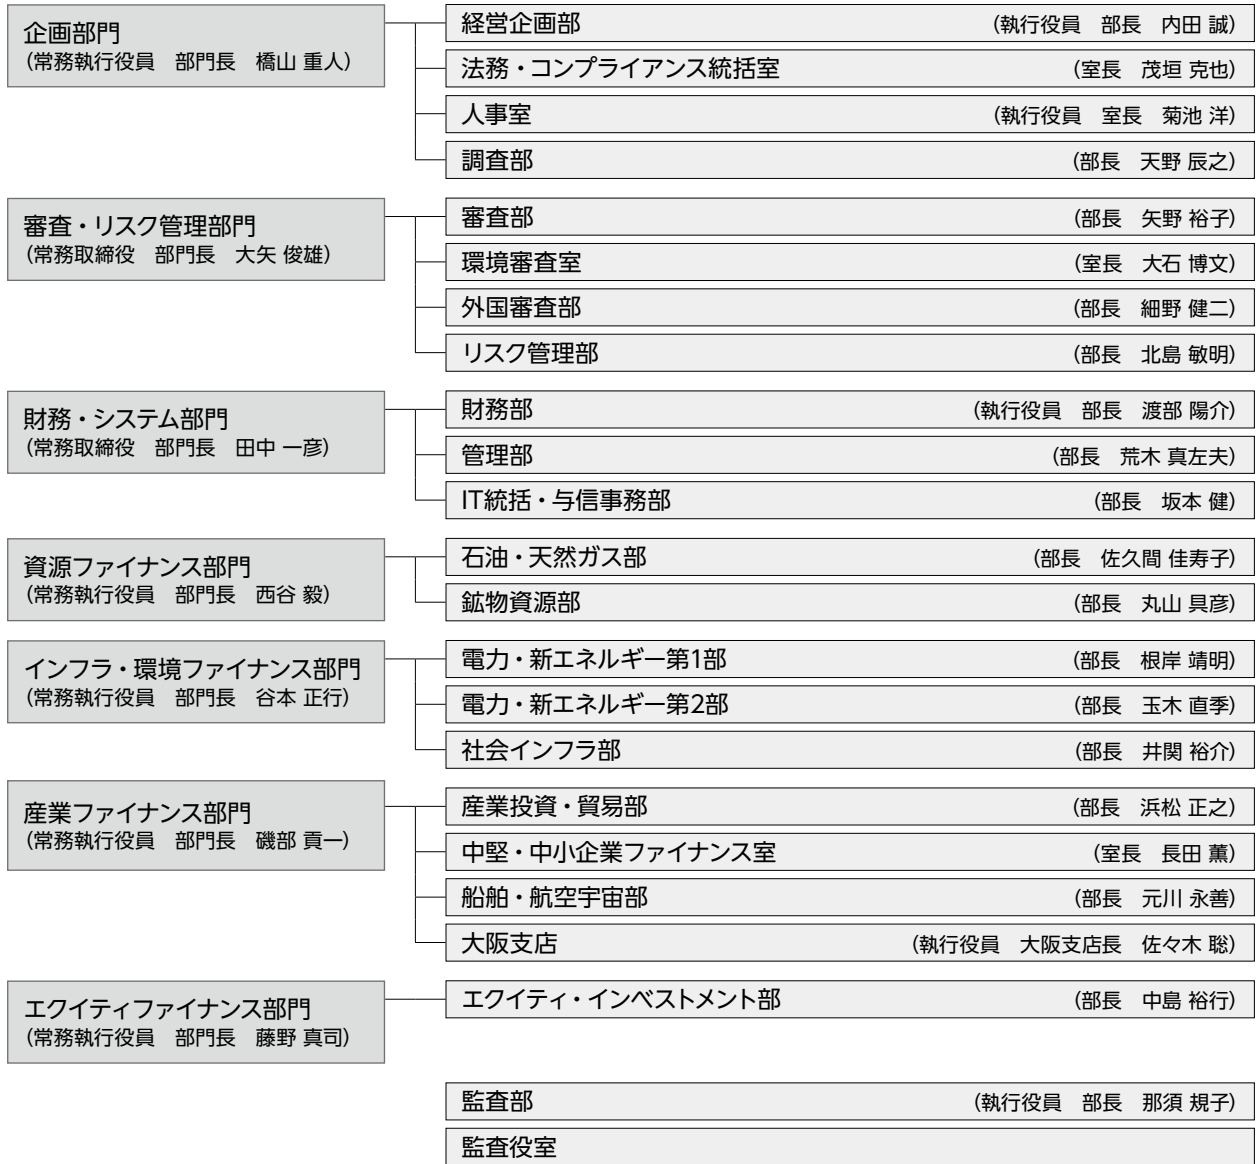 企画部門
(常務執行役員　部門長　橋山 重人)
経営企画部 (執行役員　部長　内田 誠)
法務・コンプライアンス統括室 (室長　茂垣 克也)
人事室 (執行役員　室長　菊池 洋)
調査部 (部長　天野 辰之)
審査・リスク管理部門
(常務取締役　部門長　大矢 俊雄)
審査部 (部長　矢野 裕子)
環境審査室 (室長　大石 博文)
外国審査部 (部長　細野 健二)
リスク管理部 (部長　北島 敏明)
財務・システム部門
(常務取締役　部門長　田中 一彦)
財務部 (執行役員　部長　渡部 陽介)
管理部 (部長　荒木 真左夫)
IT統括・与信事務部 (部長　坂本 健)
資源ファイナンス部門
(常務執行役員　部門長　西谷 毅)
石油・天然ガス部 (部長　佐久間 佳寿子)
鉱物資源部 (部長　丸山 具彦)
インフラ・環境ファイナンス部門
(常務執行役員　部門長　谷本 正行)
電力・新エネルギー第1部 (部長　根岸 靖明)
電力・新エネルギー第2部 (部長　玉木 直季)
社会インフラ部 (部長　井関 裕介)
産業ファイナンス部門
(常務執行役員　部門長　磯部 貢一)
産業投資・貿易部 (部長　浜松 正之)
中堅・中小企業ファイナンス室 (室長　長田 薫)
船舶・航空宇宙部 (部長　元川 永善)
大阪支店 (執行役員　大阪支店長　佐々木 聡)
エクイティファイナンス部門
(常務執行役員　部門長　藤野 真司)
エクイティ・インベストメント部 (部長　中島 裕行)
監査部 (執行役員　部長　那須 規子)
監査役室